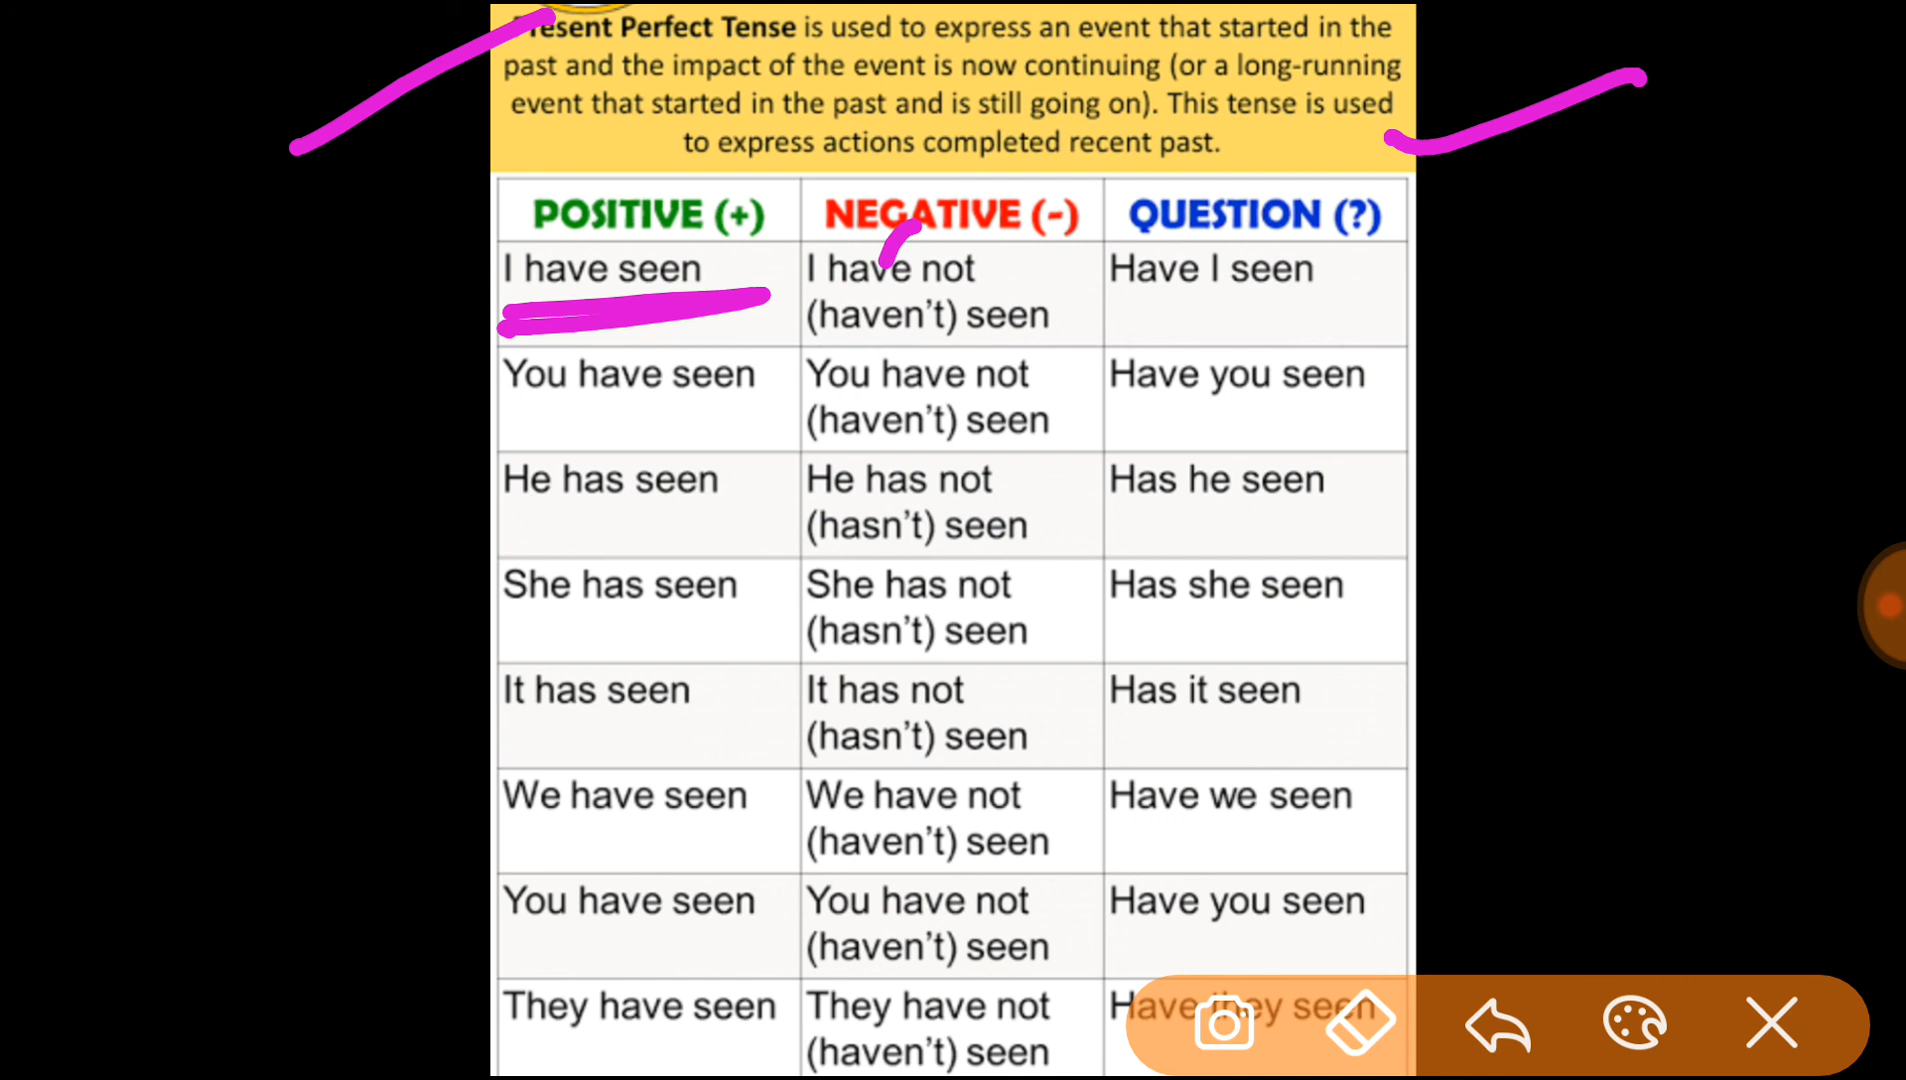 Present Perfect Tense is used to express an event that started in the
past and the impact of the event is now continuing (or a long-running
event that started in the past and is still going on). This tense is used
to express actions completed recent past.
POSITIVE (+) NEGATIVE (-) QUESTION (?)
I have seen I have not Have I seen
(haven't) seen
You have seen You have not Have you seen
(haven't) seen
He has seen He has not Has he seen
(hasn't) seen
She has seen She has not Has she seen
(hasn't) seen
It has seen It has not Has it seen
(hasn't) seen
We have seen We have not Have we seen
(haven't) seen
You have seen You have not Have you seen
(haven't) seen
They have seen They have not Have they seen
(haven't) seen